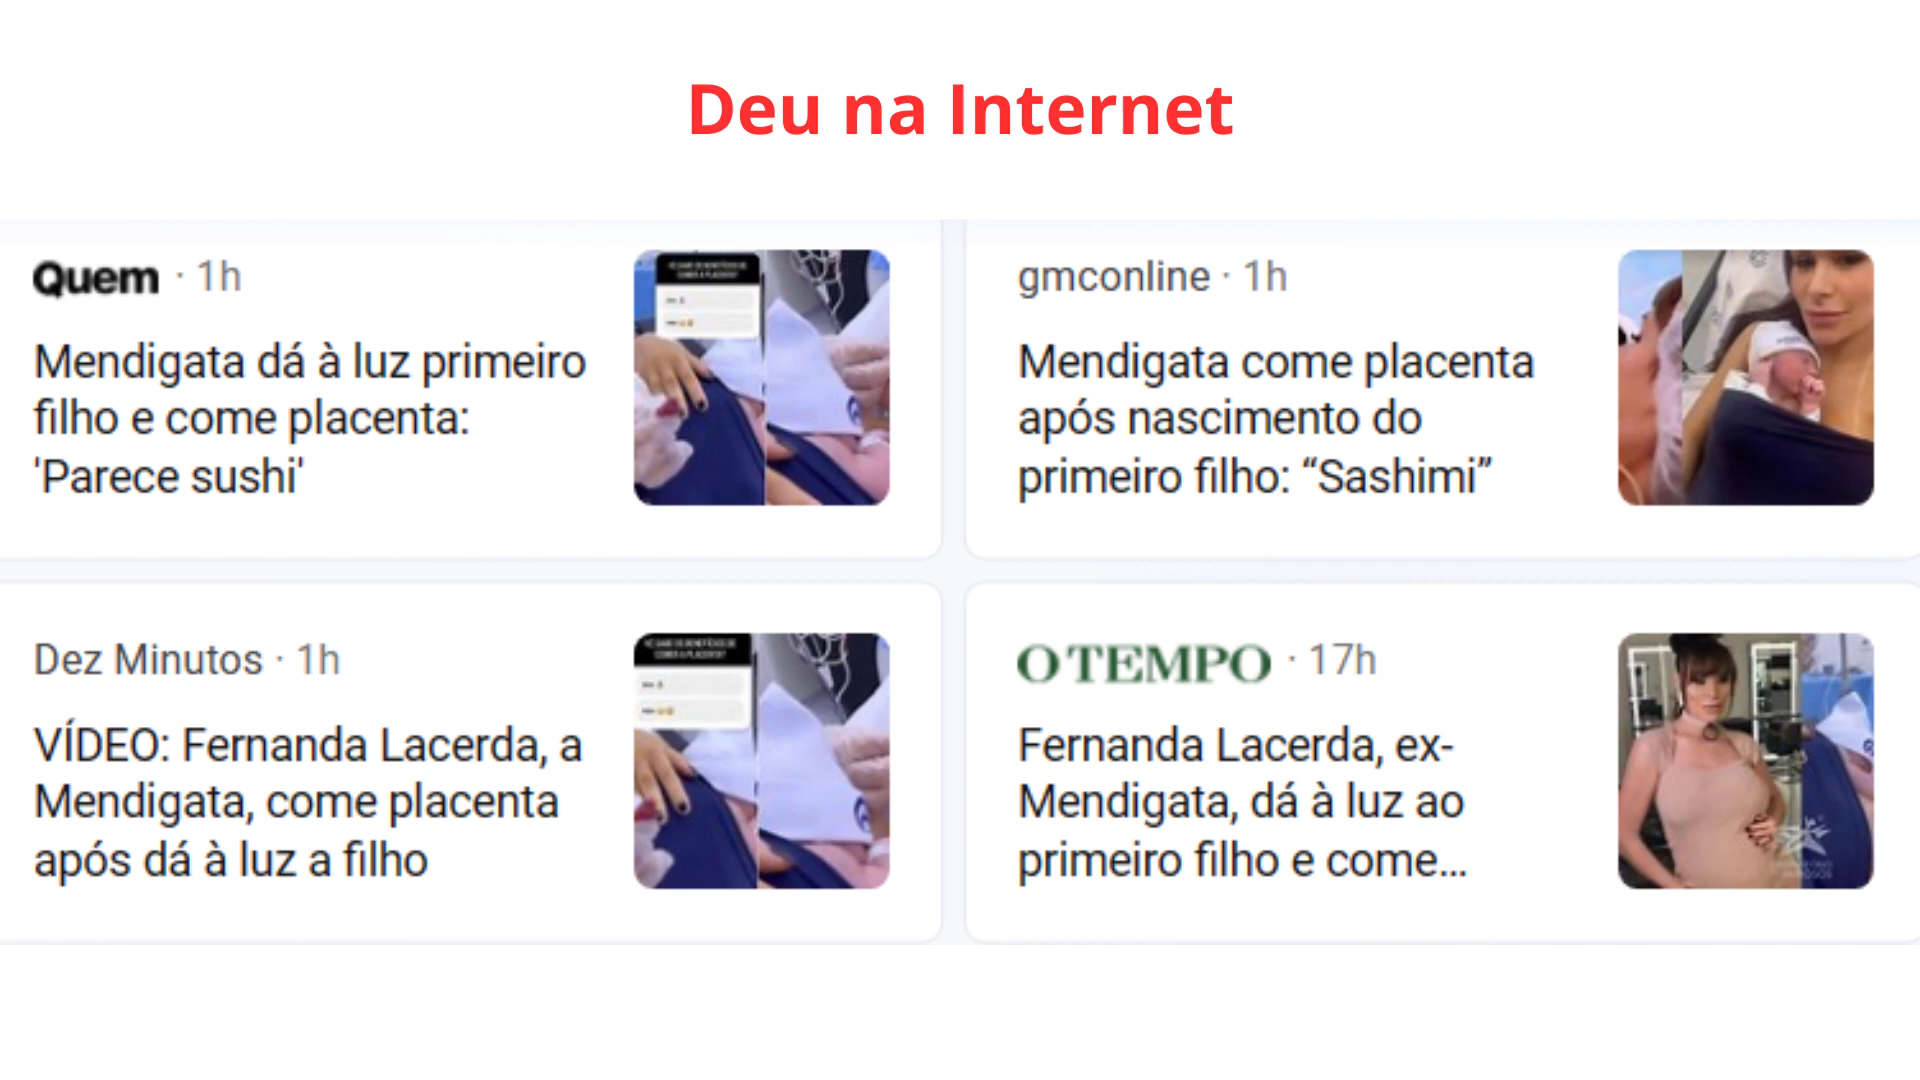 Deu na Internet
Quem · 1h
Mendigata dá à luz primeiro
filho e come placenta:
'Parece sushi'
gmconline · 1h
Mendigata come placenta
após nascimento do
primeiro filho: “Sashimi”
Dez Minutos · 1h
VÍDEO: Fernanda Lacerda, a
Mendigata, come placenta
após dá à luz a filho
O TEMPO · 17h
Fernanda Lacerda, ex-
Mendigata, dá à luz ao
primeiro filho e come...